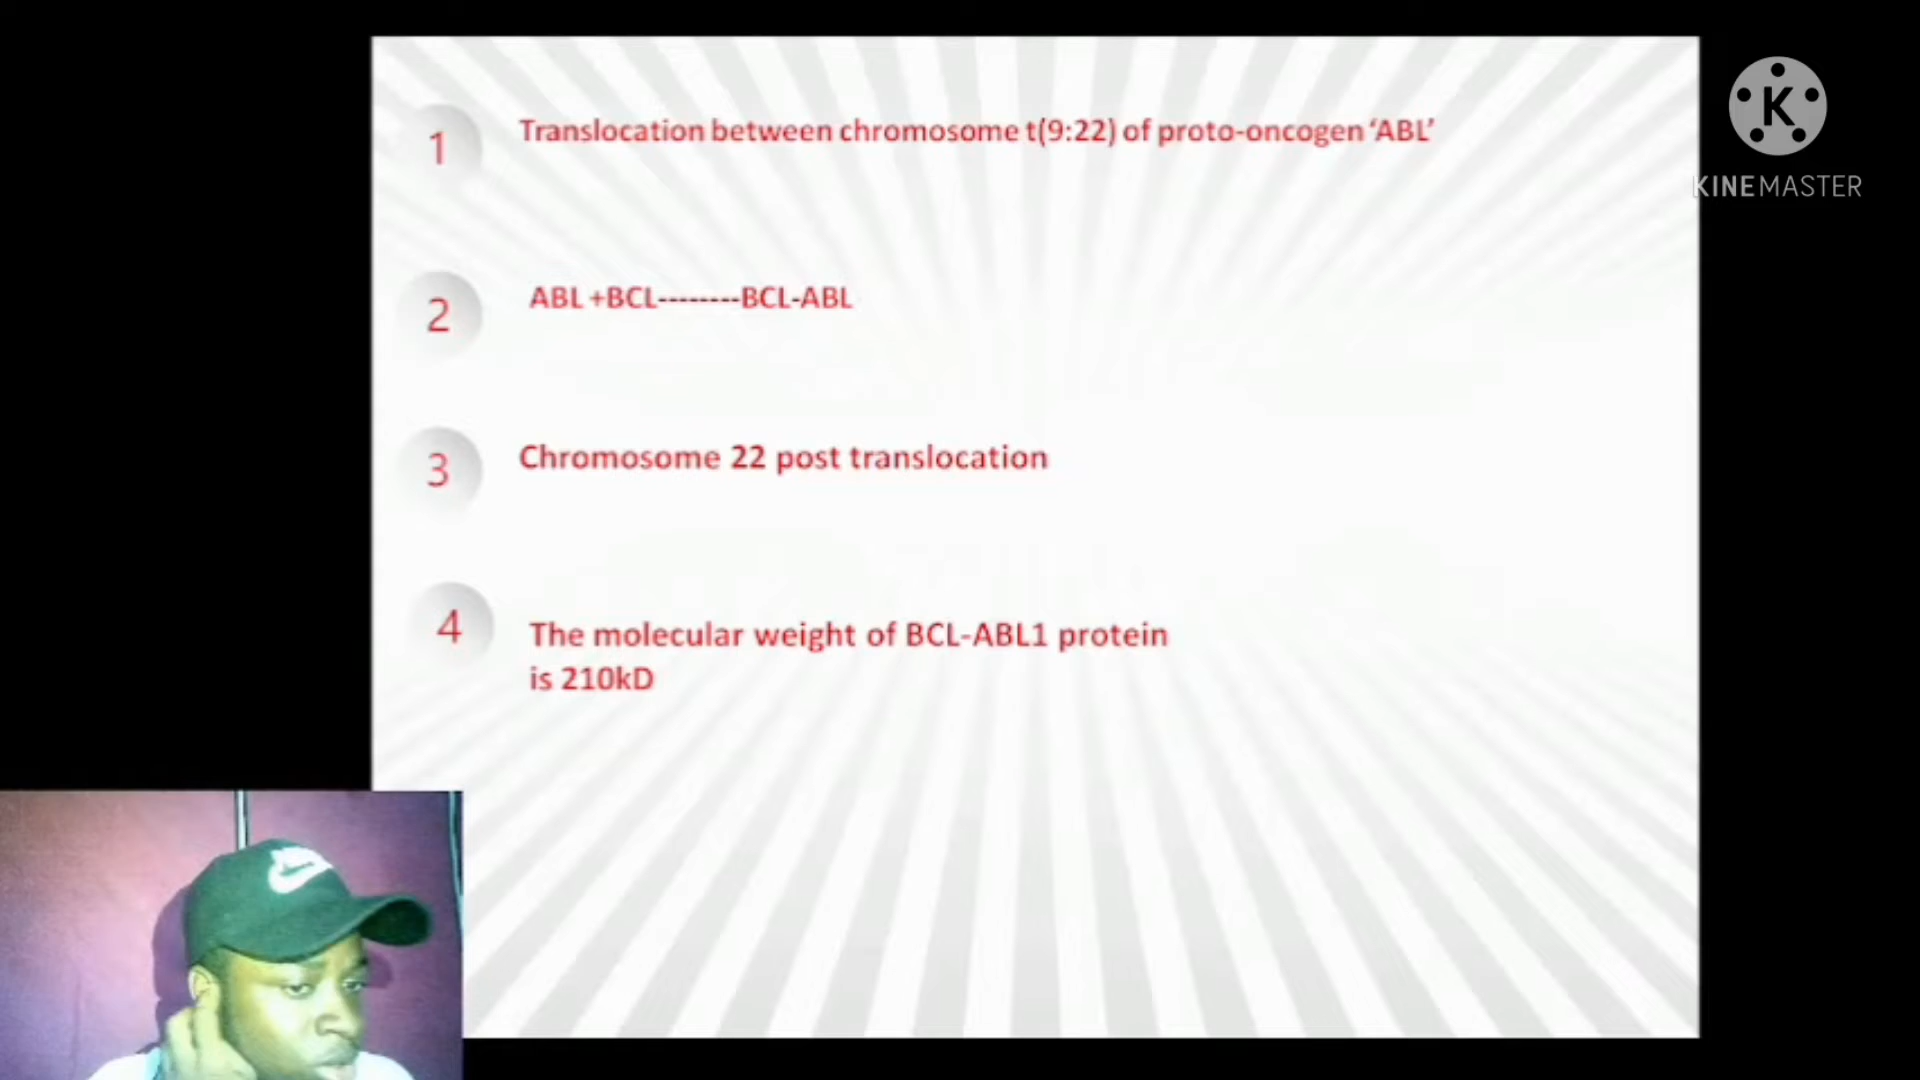 1
Translocation between chromosome t(9:22) of proto-oncogen ‘ABL’
2
ABL +BCL--------BCL-ABL
3
Chromosome 22 post translocation
4
The molecular weight of BCL-ABL1 protein
is 210kD
K
KINEMASTER